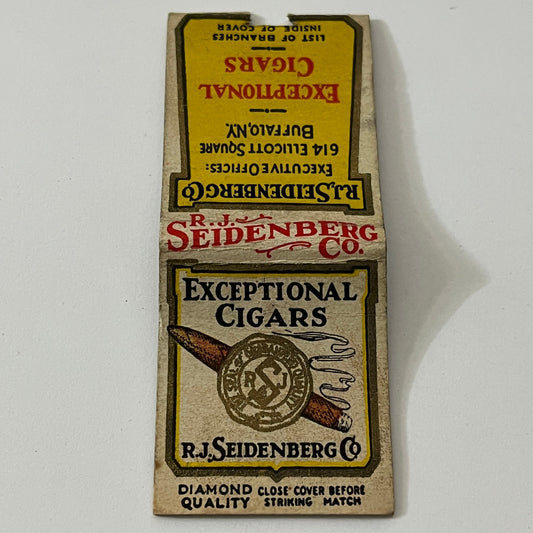 R.J. SEIDENBERG CO
EXECUTIVE OFFICES:
614 ELLICOTT SQUARE
BUFFALO, N.Y.
EXCEPTIONAL
CIGARS
LIST OF BRANCHES
INSIDE OF COVER
R.J.
SEIDENBERG
CO.
EXCEPTIONAL
CIGARS
R S J
R.J. SEIDENBERG CO
DIAMOND QUALITY
CLOSE COVER BEFORE
STRIKING MATCH